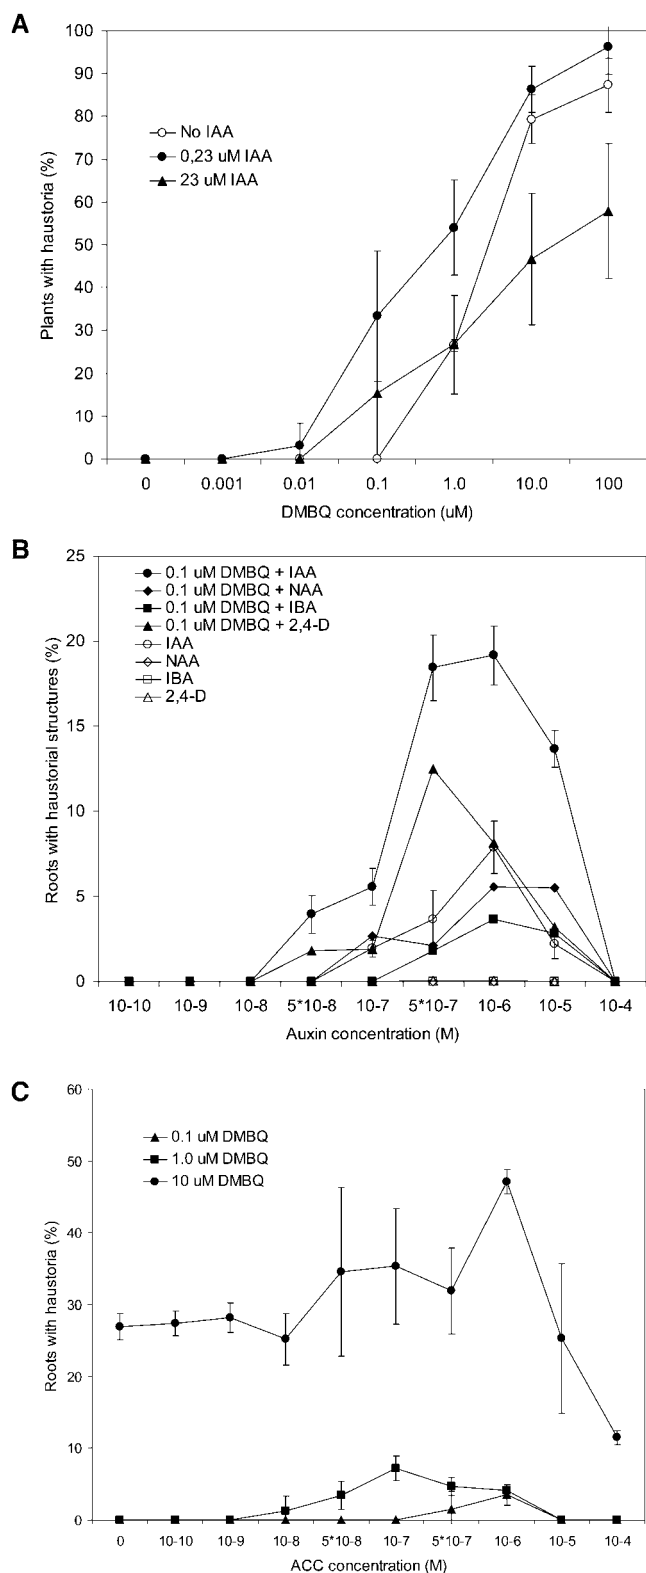 A
100
90
80
70
60
50
40
30
20
10
0
Plants with haustoria (%)
No IAA
0,23 uM IAA
23 uM IAA
0 0.001 0.01 0.1 1.0 10.0 100
DMBQ concentration (uM)
B
25
20
15
10
5
0
Roots with haustorial structures (%)
0.1 uM DMBQ + IAA
0.1 uM DMBQ + NAA
0.1 uM DMBQ + IBA
0.1 uM DMBQ + 2,4-D
IAA
NAA
IBA
2,4-D
10-10 10-9 10-8 5*10-8 10-7 5*10-7 10-6 10-5 10-4
Auxin concentration (M)
C
60
50
40
30
20
10
0
Roots with haustoria (%)
0.1 uM DMBQ
1.0 uM DMBQ
10 uM DMBQ
0 10-10 10-9 10-8 5*10-8 10-7 5*10-7 10-6 10-5 10-4
ACC concentration (M)